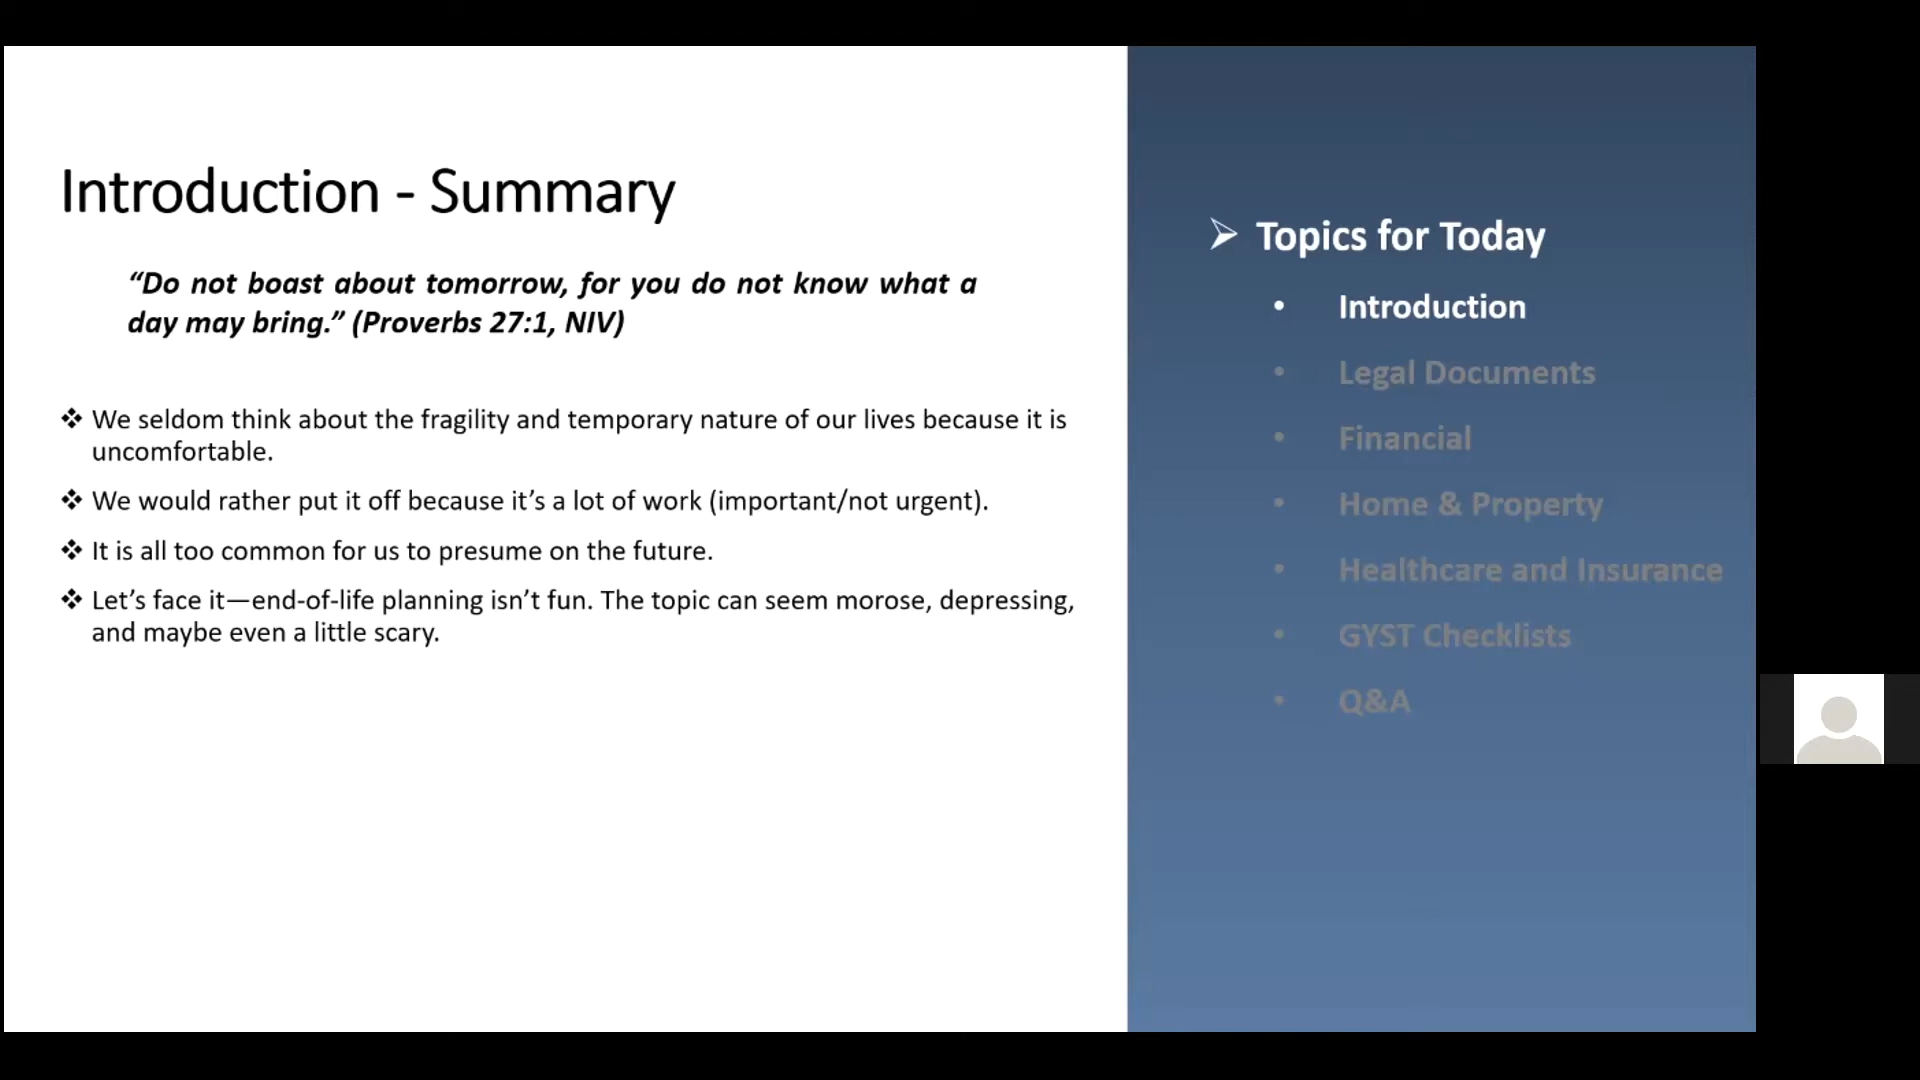 Introduction - Summary
“Do not boast about tomorrow, for you do not know what a
day may bring.” (Proverbs 27:1, NIV)
❖ We seldom think about the fragility and temporary nature of our lives because it is
uncomfortable.
❖ We would rather put it off because it’s a lot of work (important/not urgent).
❖ It is all too common for us to presume on the future.
❖ Let’s face it—end-of-life planning isn’t fun. The topic can seem morose, depressing,
and maybe even a little scary.
➢ Topics for Today
• Introduction
• Legal Documents
• Financial
• Home & Property
• Healthcare and Insurance
• GYST Checklists
• Q&A